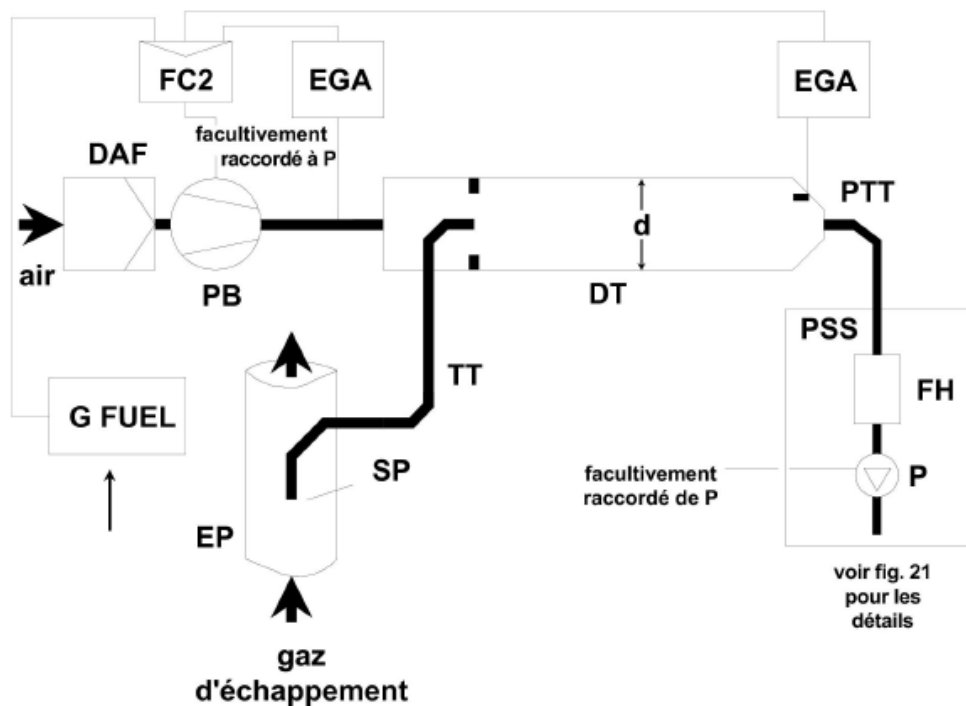 FC2
EGA
EGA
facultivement
raccordé à P
DAF
PTT
air
PB
d
DT
PSS
TT
FH
G FUEL
SP
P
facultivement
raccordé de P
EP
voir fig. 21
pour les
détails
gaz
d'échappement